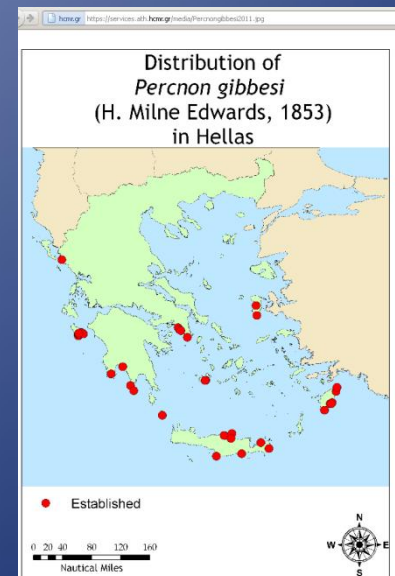 hcmr.gr https://services.ath.hcmr.gr/media/Percnongibbesi2011.jpg
Distribution of
Percnon gibbesi
(H. Milne Edwards, 1853)
in Hellas
Established
N
W E
S
0 20 40 80 120 160
Nautical Miles